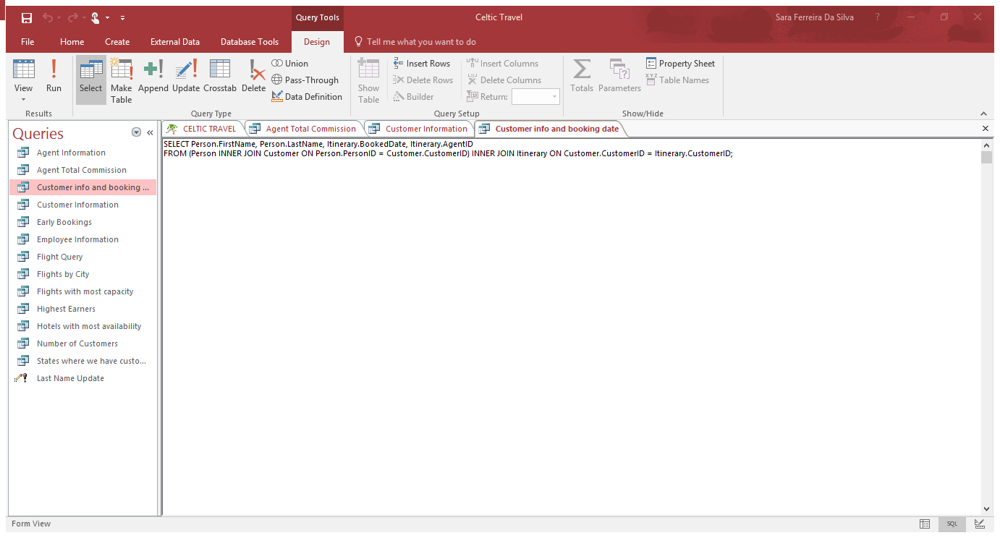 Query Tools
Celtic Travel
Sara Ferreira Da Silva
?
File
Home
Create
External Data
Database Tools
Design
Tell me what you want to do
View
Run
Results
Select
Make Table
Append
Update
Crosstab
Delete
Union
Pass-Through
Data Definition
Query Type
Show Table
Insert Rows
Delete Rows
Builder
Insert Columns
Delete Columns
Return:
Query Setup
Totals
Parameters
Property Sheet
Table Names
Show/Hide
Queries
Agent Information
Agent Total Commission
Customer info and booking ...
Customer Information
Early Bookings
Employee Information
Flight Query
Flights by City
Flights with most capacity
Highest Earners
Hotels with most availability
Number of Customers
States where we have custo...
Last Name Update
CELTIC TRAVEL
Agent Total Commission
Customer Information
Customer info and booking date
SELECT Person.FirstName, Person.LastName, Itinerary.BookedDate, Itinerary.AgentID
FROM (Person INNER JOIN Customer ON Person.PersonID = Customer.CustomerID) INNER JOIN Itinerary ON Customer.CustomerID = Itinerary.CustomerID;
Form View
SQL